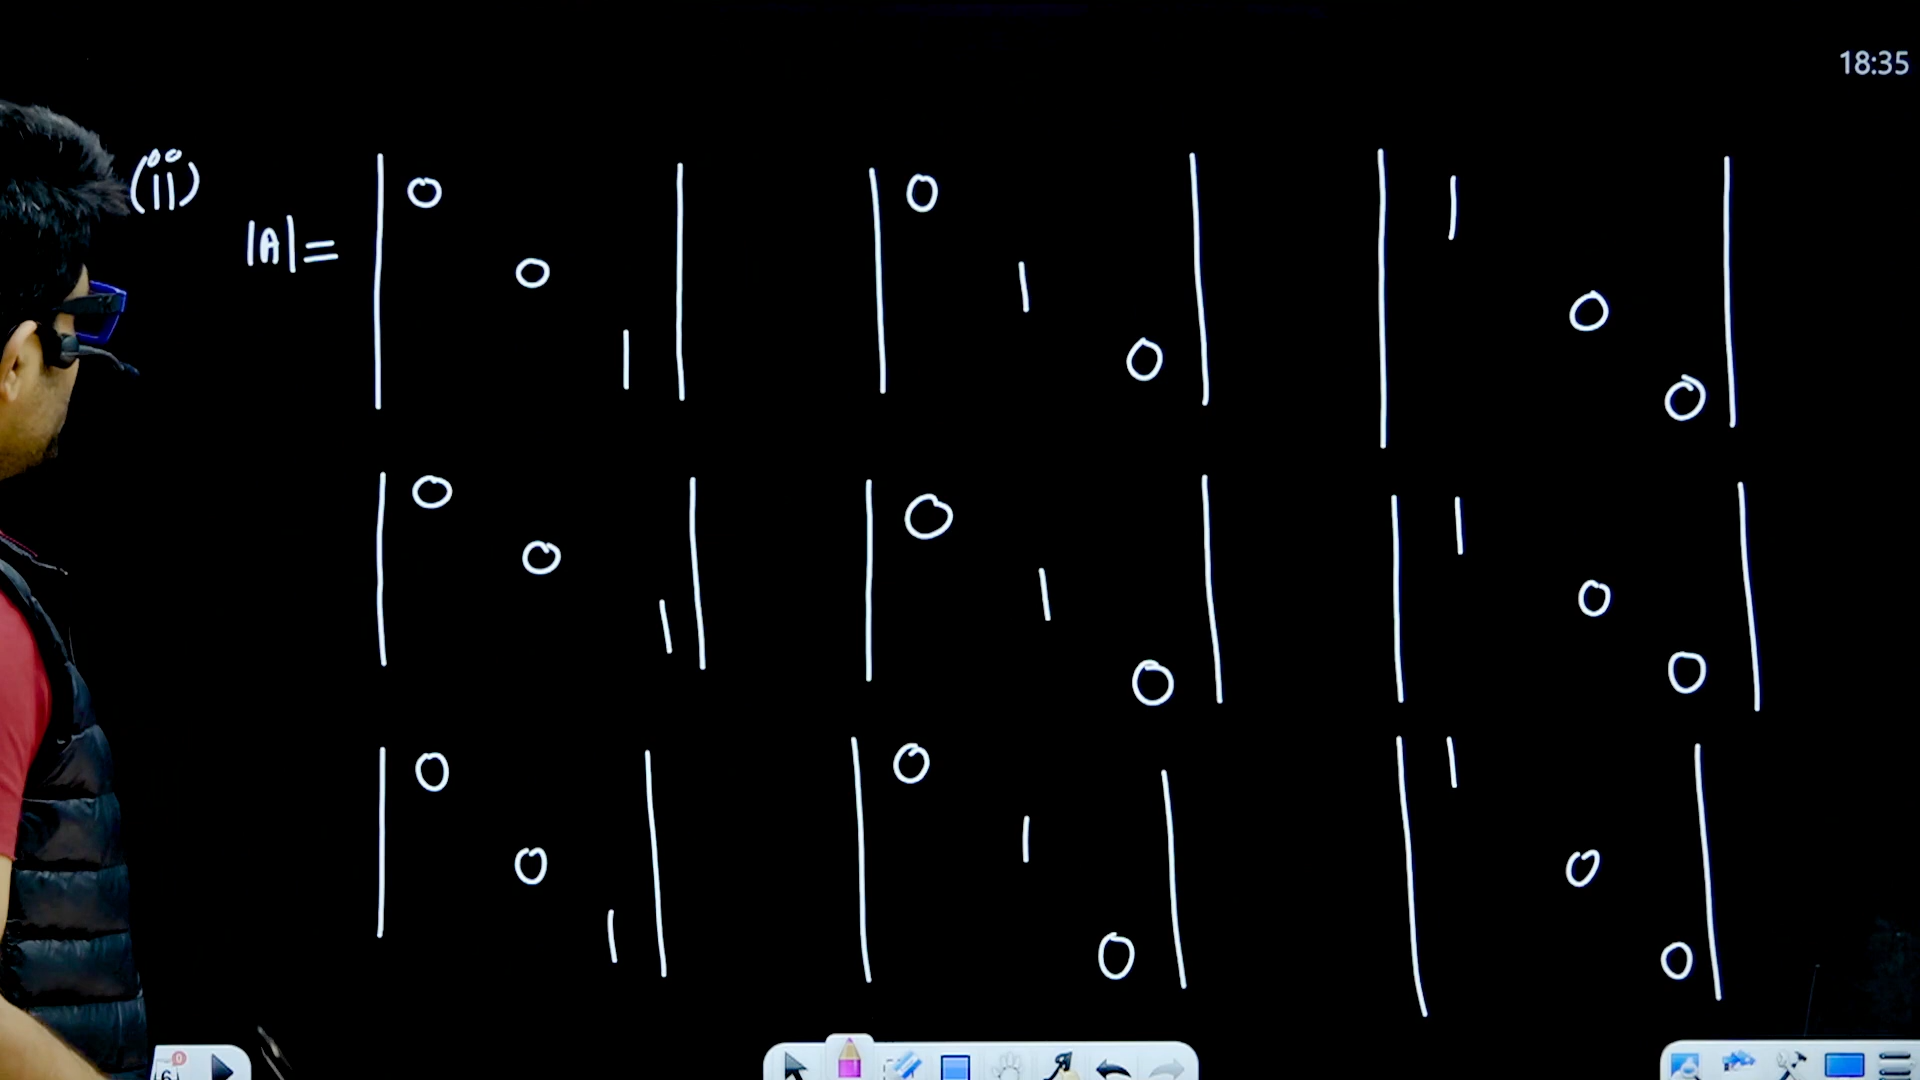 18:35
(ii)
|A|= | 0 | | 0 | | 1 |
0 1 0
1 0 0
| 0 | | 0 | | 1 |
0 1 0
1 0 0
| 0 | | 0 | | 1 |
0 1 0
1 0 0